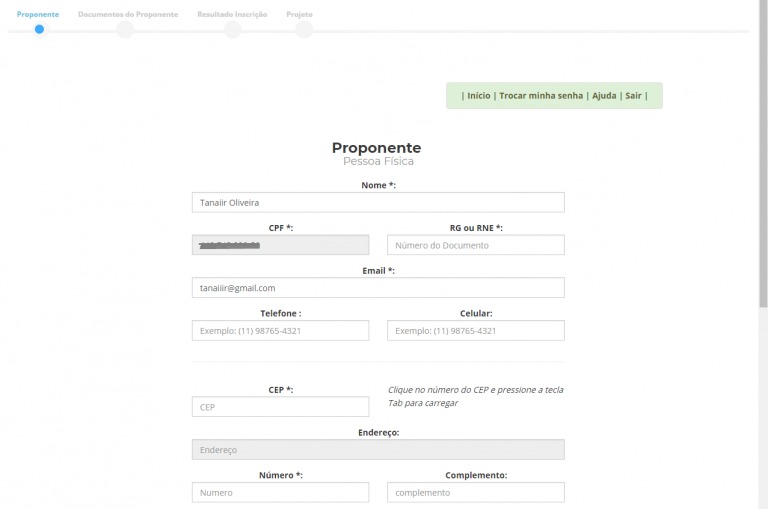 Proponente Documentos do Proponente Resultado Inscrição Projeto
| Início | Trocar minha senha | Ajuda | Sair |
Proponente
Pessoa Física
Nome *:
Tanaiir Oliveira
CPF *: RG ou RNE *:
Número do Documento
Email *:
tanaiiir@gmail.com
Telefone : Celular:
Exemplo: (11) 98765-4321 Exemplo: (11) 98765-4321
CEP *: Clique no número do CEP e pressione a tecla
CEP Tab para carregar
Endereço:
Endereço
Número *: Complemento:
Numero complemento